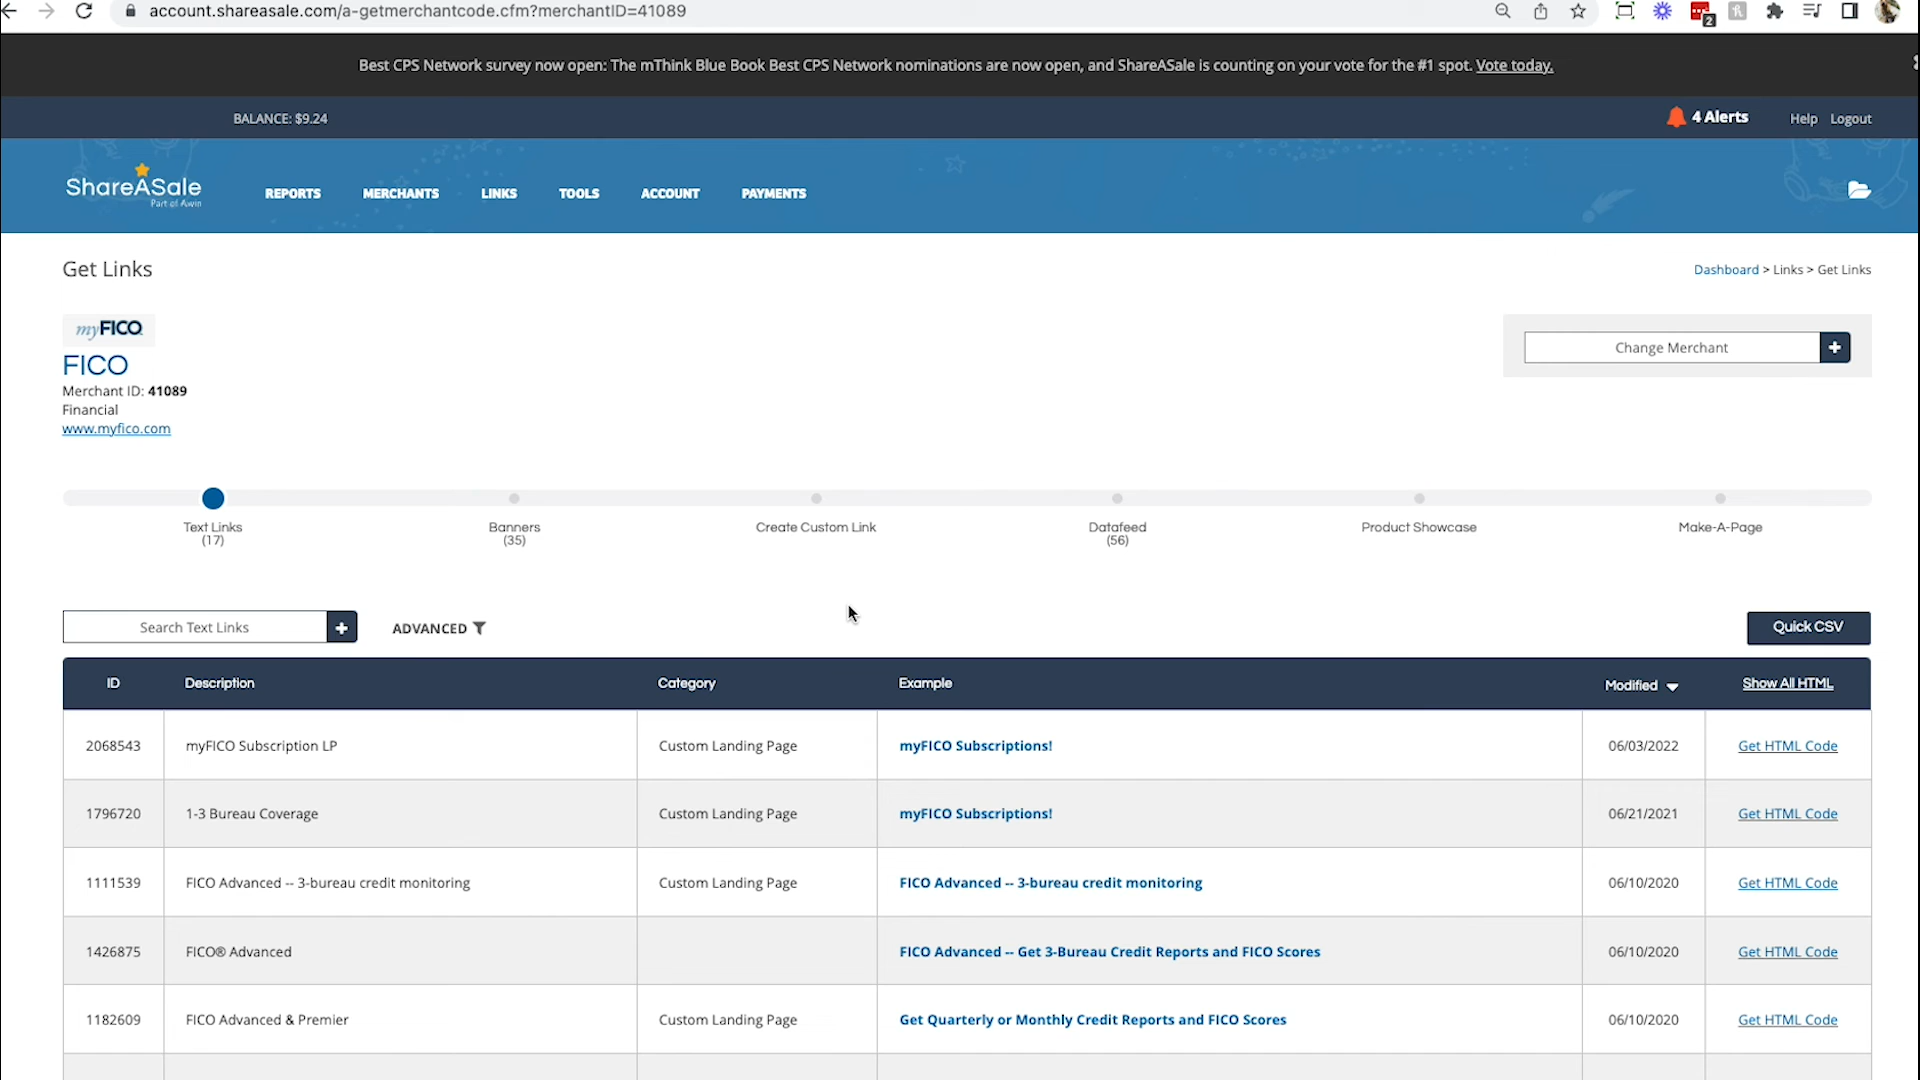 account.shareasale.com/a-getmerchantcode.cfm?merchantID=41089
2
Best CPS Network survey now open: The mThink Blue Book Best CPS Network nominations are now open, and ShareASale is counting on your vote for the #1 spot. Vote today.
BALANCE: $9.24
4 Alerts
Help Logout
ShareASale
Part of Awin
REPORTS MERCHANTS LINKS TOOLS ACCOUNT PAYMENTS
Get Links
Dashboard > Links > Get Links
myFICO
FICO
Change Merchant
Merchant ID: 41089
Financial
www.myfico.com
Text Links
(17)
Banners
(35)
Create Custom Link
Datafeed
(56)
Product Showcase
Make-A-Page
Search Text Links
ADVANCED
Quick CSV
ID Description Category Example Modified Show All HTML
2068543 myFICO Subscription LP Custom Landing Page myFICO Subscriptions! 06/03/2022 Get HTML Code
1796720 1-3 Bureau Coverage Custom Landing Page myFICO Subscriptions! 06/21/2021 Get HTML Code
1111539 FICO Advanced -- 3-bureau credit monitoring Custom Landing Page FICO Advanced -- 3-bureau credit monitoring 06/10/2020 Get HTML Code
1426875 FICO® Advanced FICO Advanced -- Get 3-Bureau Credit Reports and FICO Scores 06/10/2020 Get HTML Code
1182609 FICO Advanced & Premier Custom Landing Page Get Quarterly or Monthly Credit Reports and FICO Scores 06/10/2020 Get HTML Code